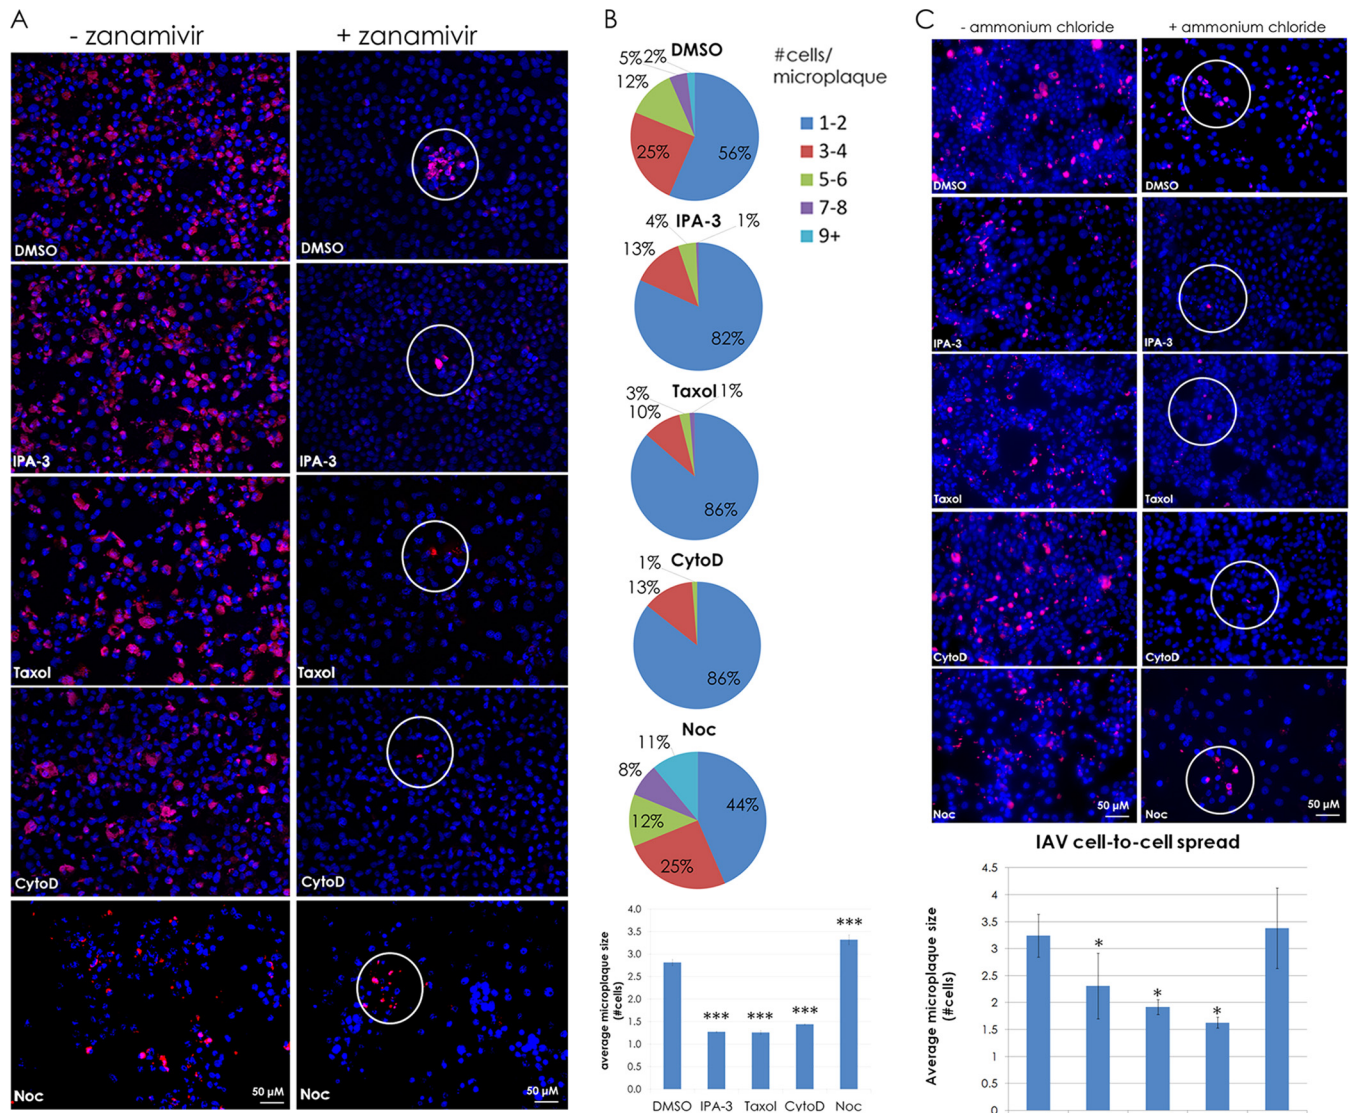 A
- zanamivir
+ zanamivir
DMSO
DMSO
IPA-3
IPA-3
Taxol
Taxol
CytoD
CytoD
Noc
50 µM
Noc
50 µM
B
DMSO
5%
2%
12%
25%
56%
#cells/
microplaque
1-2
3-4
5-6
7-8
9+
IPA-3
4%
1%
13%
82%
Taxol
3%
1%
10%
86%
CytoD
1%
13%
86%
Noc
11%
8%
44%
12%
25%
average microplaque size
(#cells)
4.0
3.5
3.0
2.5
2.0
1.5
1.0
0.5
0.0
***
***
***
***
DMSO
IPA-3
Taxol
CytoD
Noc
C
- ammonium chloride
+ ammonium chloride
DMSO
DMSO
IPA-3
IPA-3
Taxol
Taxol
CytoD
CytoD
Noc
50 µM
Noc
50 µM
IAV cell-to-cell spread
Average microplaque size
(#cells)
4.5
4
3.5
3
2.5
2
1.5
1
0.5
0
*
*
*